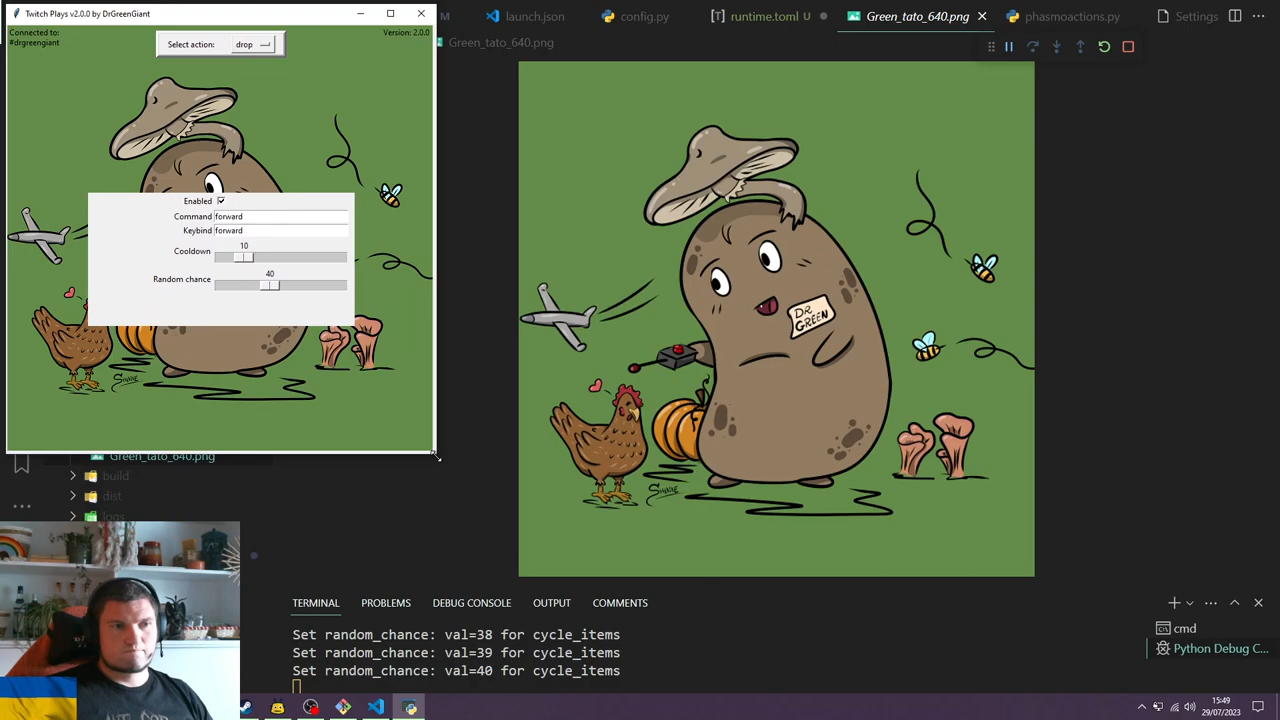 Twitch Plays v2.0.0 by DrGreenGiant
launch.json
config.py
runtime.toml
U
Green_tato_640.png
phasmoactions.py
Settings
Connected to:
#drgreengiant
Version: 2.0.0
Select action:
drop
Green_tato_640.png
Enabled
Command
forward
Keybind
forward
Cooldown
10
Random chance
40
DR
GREEN
Sinnie
Sinnie
Green_tato_640.png
build
dist
logs
TERMINAL
PROBLEMS
DEBUG CONSOLE
OUTPUT
COMMENTS
Set random_chance: val=38 for cycle_items
Set random_chance: val=39 for cycle_items
Set random_chance: val=40 for cycle_items
cmd
Python Debug C...
15:49
29/07/2023